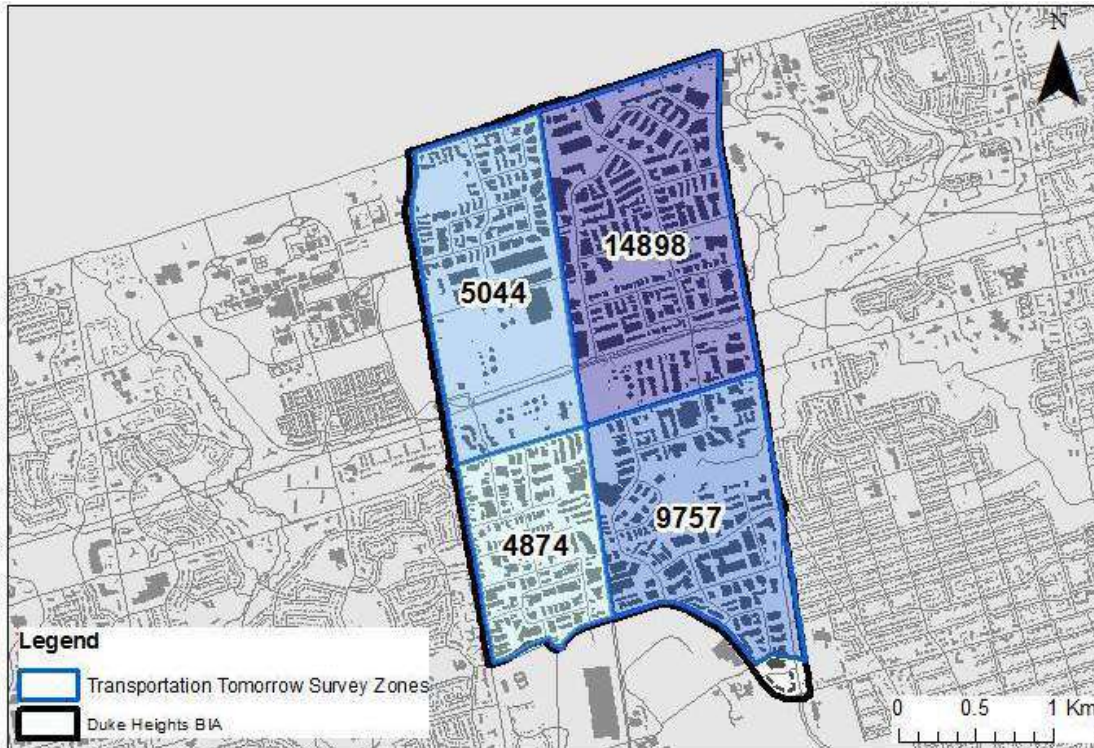 N
14898
5044
9757
4874
Legend
Transportation Tomorrow Survey Zones
Duke Heights BIA
0 0.5 1 Km